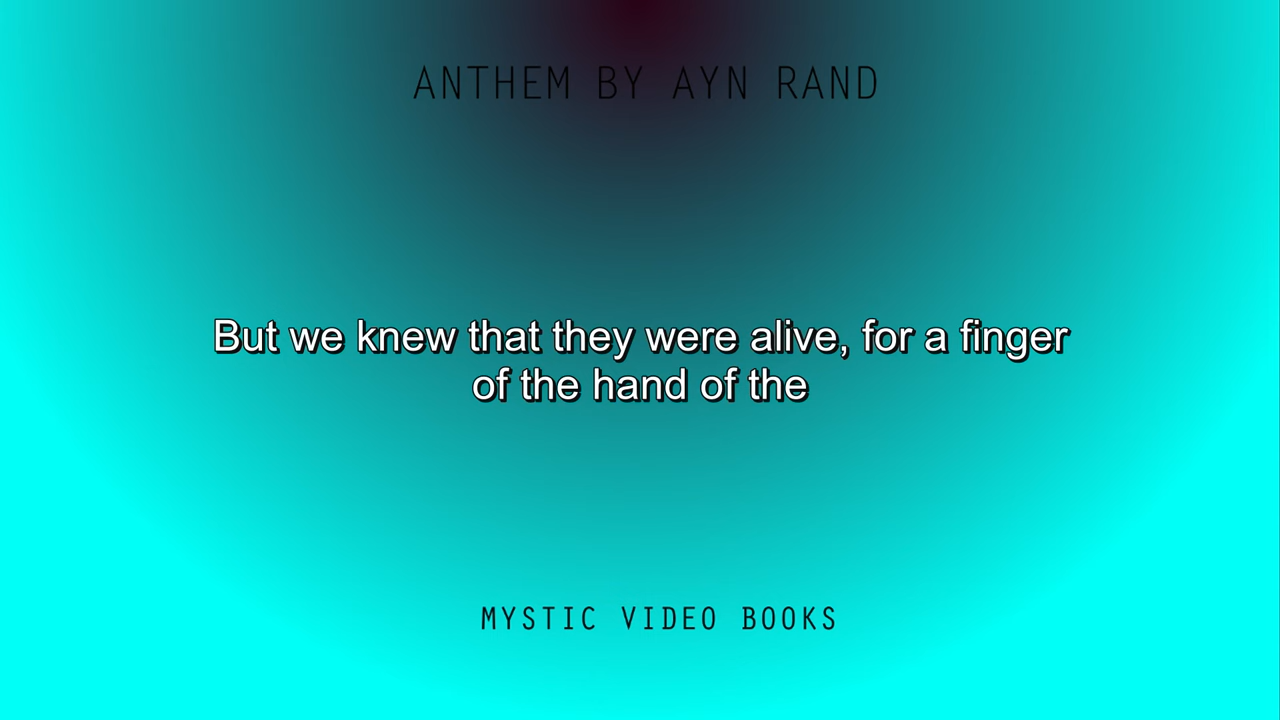 ANTHEM BY AYN RAND
But we knew that they were alive, for a finger
of the hand of the
MYSTIC VIDEO BOOKS